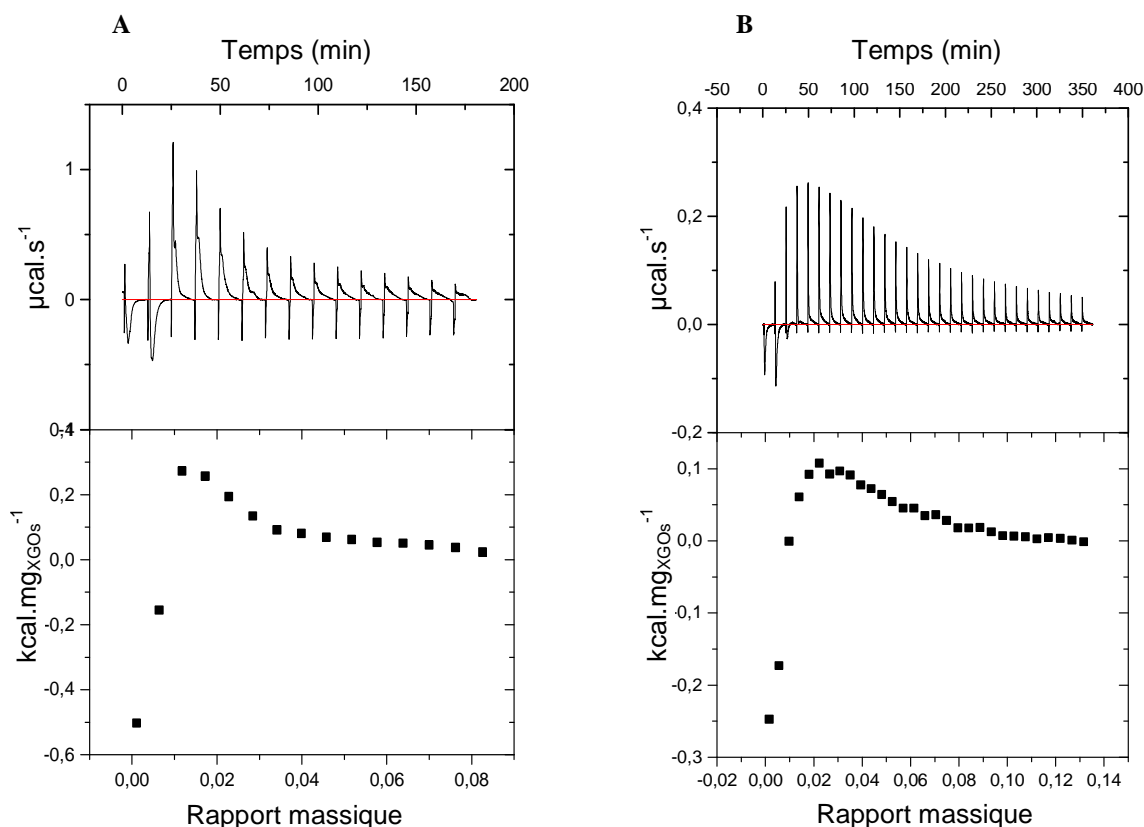 A
Temps (min)
0 50 100 150 200
1
0
-1
µcal.s-1
0,4
0,2
0,0
-0,2
-0,4
-0,6
kcal.mgXGOs-1
0,00 0,02 0,04 0,06 0,08
Rapport massique
B
Temps (min)
-50 0 50 100 150 200 250 300 350 400
0,4
0,2
0,0
-0,2
µcal.s-1
0,1
0,0
-0,1
-0,2
-0,3
kcal.mgXGOs-1
-0,02 0,00 0,02 0,04 0,06 0,08 0,10 0,12 0,14
Rapport massique